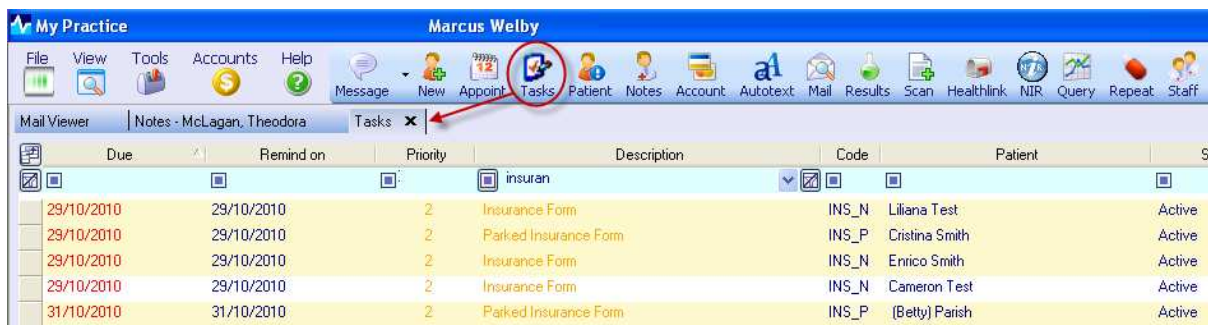 My Practice Marcus Welby
File View Tools Accounts Help
Message New Appoint Tasks Patient Notes Account Autotext Mail Results Scan Healthlink NIR Query Repeat Staff
Mail Viewer Notes - McLagan, Theodora Tasks
Due Remind on Priority Description Code Patient S
insuran
29/10/2010 29/10/2010 2 Insurance Form INS_N Liliana Test Active
29/10/2010 29/10/2010 2 Parked Insurance Form INS_P Cristina Smith Active
29/10/2010 29/10/2010 2 Insurance Form INS_N Enrico Smith Active
29/10/2010 29/10/2010 2 Insurance Form INS_N Cameron Test Active
31/10/2010 31/10/2010 2 Parked Insurance Form INS_P (Betty) Parish Active